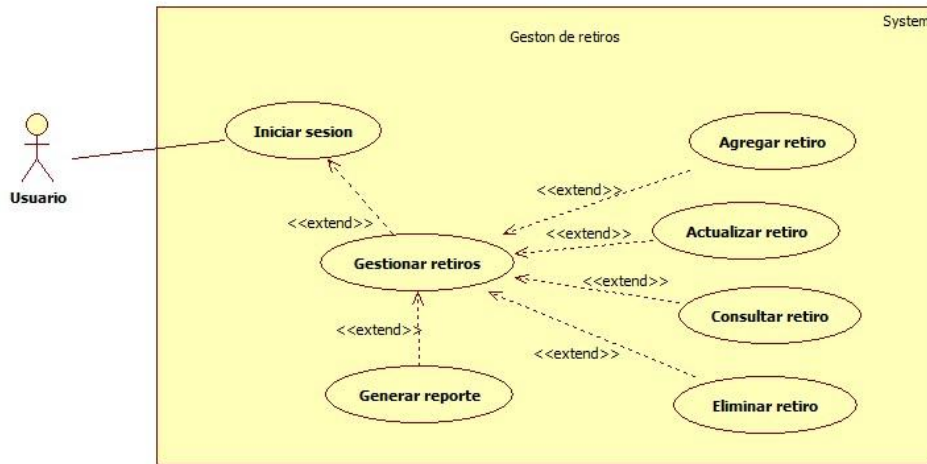 System
Geston de retiros
Iniciar sesion
Agregar retiro
Usuario
<<extend>>
<<extend>>
<<extend>>
Actualizar retiro
Gestionar retiros
<<extend>>
Consultar retiro
<<extend>>
<<extend>>
Generar reporte
Eliminar retiro